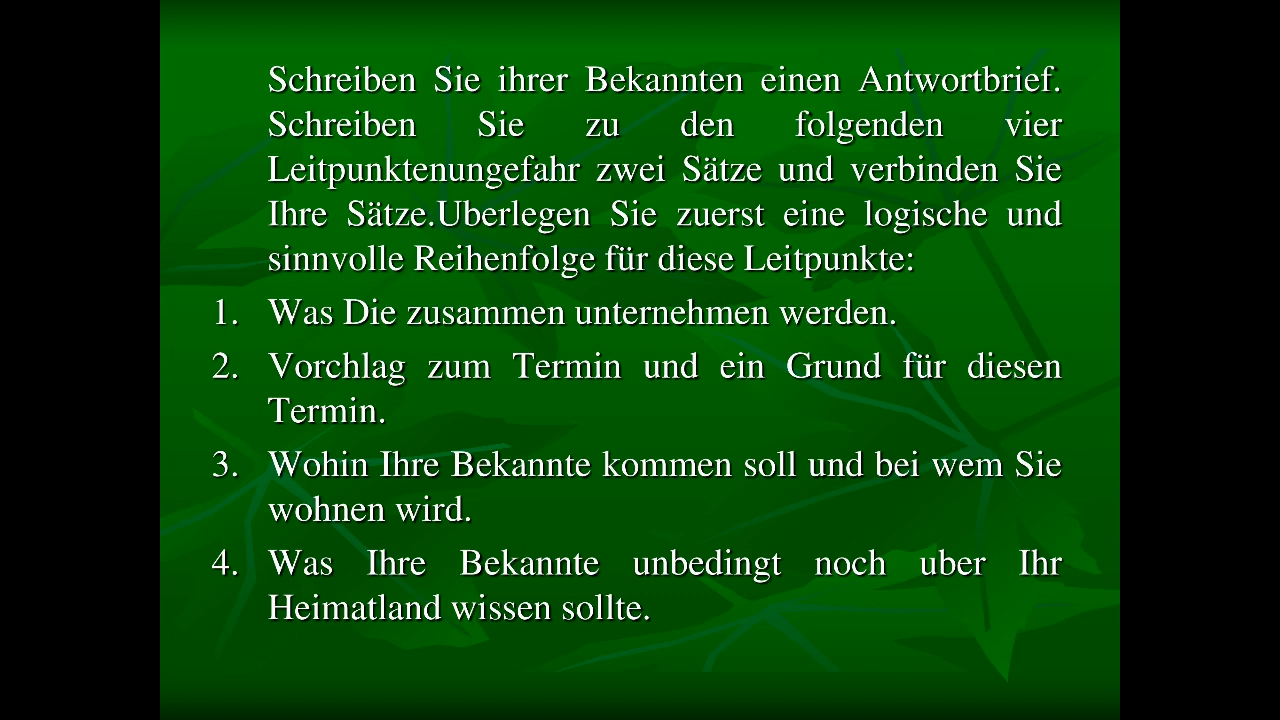 Schreiben Sie ihrer Bekannten einen Antwortbrief.
Schreiben Sie zu den folgenden vier
Leitpunktenungefahr zwei Sätze und verbinden Sie
Ihre Sätze.Uberlegen Sie zuerst eine logische und
sinnvolle Reihenfolge für diese Leitpunkte:
1. Was Die zusammen unternehmen werden.
2. Vorchlag zum Termin und ein Grund für diesen
Termin.
3. Wohin Ihre Bekannte kommen soll und bei wem Sie
wohnen wird.
4. Was Ihre Bekannte unbedingt noch uber Ihr
Heimatland wissen sollte.